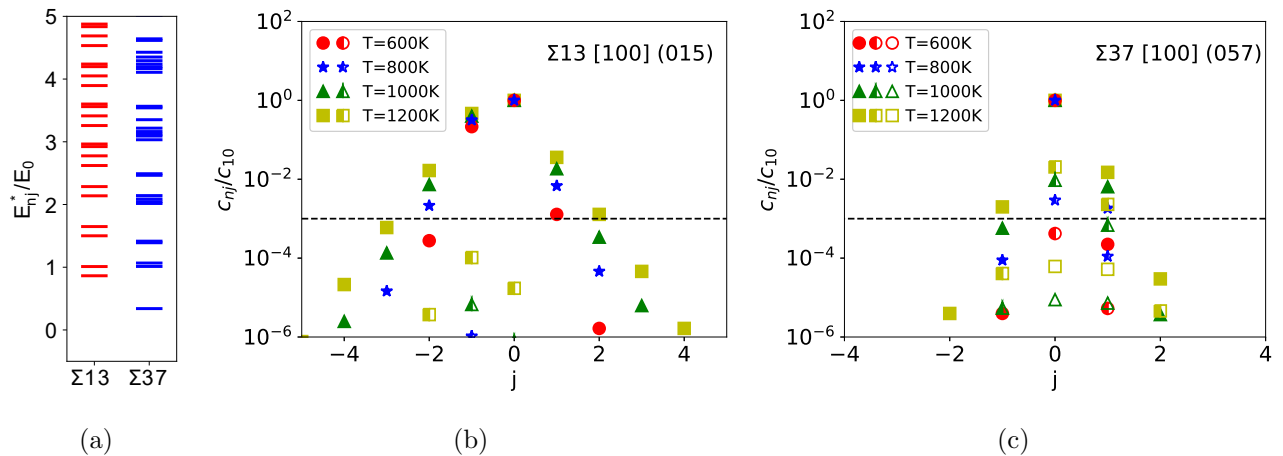 5
4
3
2
1
0
E*nj/E0
Σ13 Σ37
(a)
10^2
10^0
10^−2
10^−4
10^−6
cηj/c10
T=600K
T=800K
T=1000K
T=1200K
Σ13 [100] (015)
−4 −2 0 2 4
j
(b)
10^2
10^0
10^−2
10^−4
10^−6
cηj/c10
T=600K
T=800K
T=1000K
T=1200K
Σ37 [100] (057)
−4 −2 0 2 4
j
(c)